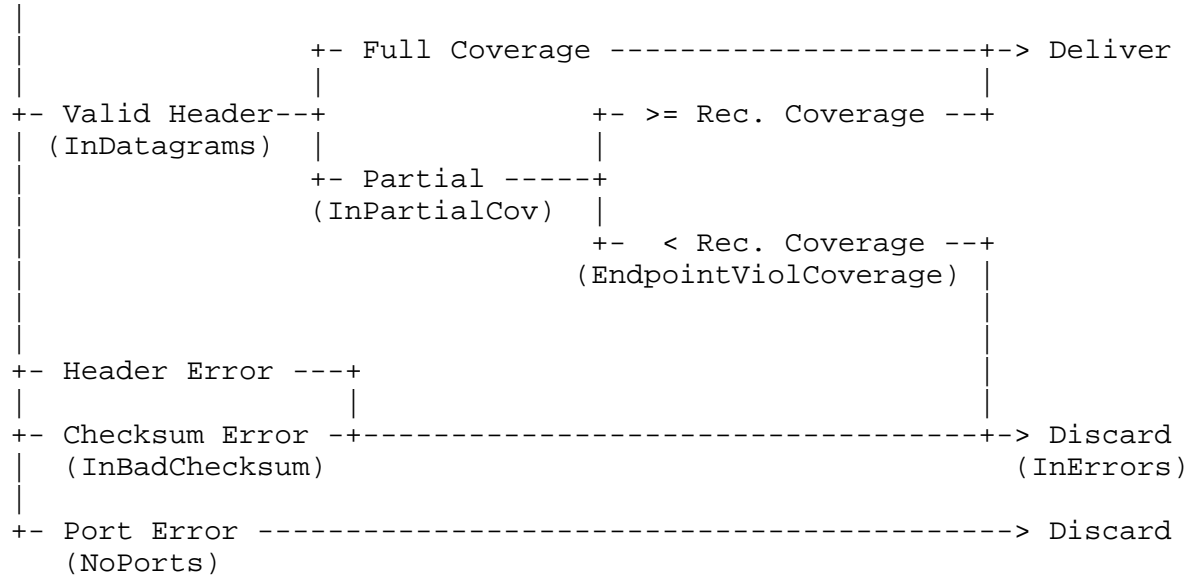 |
|                +- Full Coverage ---------------------+-> Deliver
|                |                                     |
+- Valid Header--+               +- >= Rec. Coverage --+
| (InDatagrams)  |               |
|                +- Partial -----+
|                (InPartialCov)  |
|                                +-  < Rec. Coverage --+
|                               (EndpointViolCoverage) |
|                                                      |
|                                                      |
+- Header Error ---+                                   |
|                  |                                   |
+- Checksum Error -+-----------------------------------+-> Discard
|  (InBadChecksum)                                       (InErrors)
|
+- Port Error -------------------------------------------> Discard
   (NoPorts)